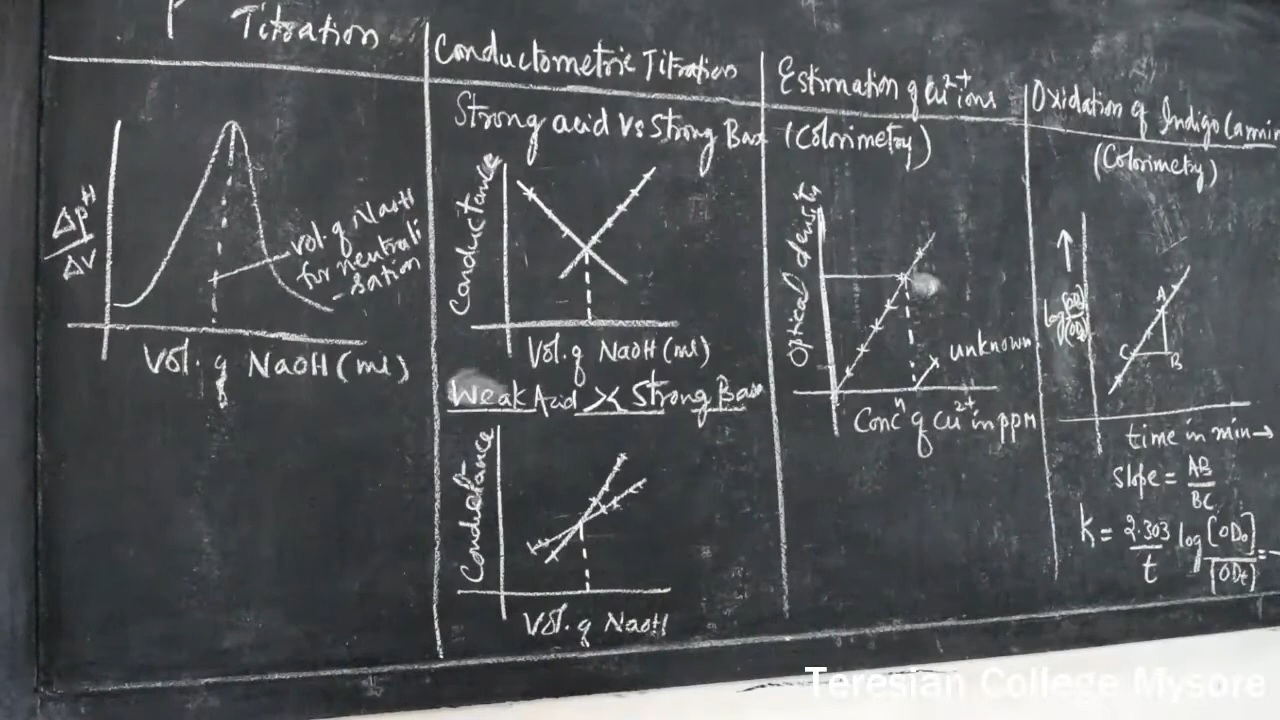 Titration
ΔpH
ΔV
vol. of NaoH
for neutrali
-sation
Vol. of NaOH (ml)
Conductometric Titration
Strong acid Vs Strong Base
Conductance
Vol. of NaOH (ml)
Weak Acid >< Strong Base
Conductance
Vol. of NaoH
Estimation of Cu²⁺ ions
(Colorimetry)
Optical density
unknown
Concⁿ of Cu²⁺ in ppm
Oxidation of Indigo Carmin
(Colorimetry)
A
C
B
time in min→
Slope = AB
BC
K = 2.303 log [OD₀]
t [ODt]
Teresian College Mysore